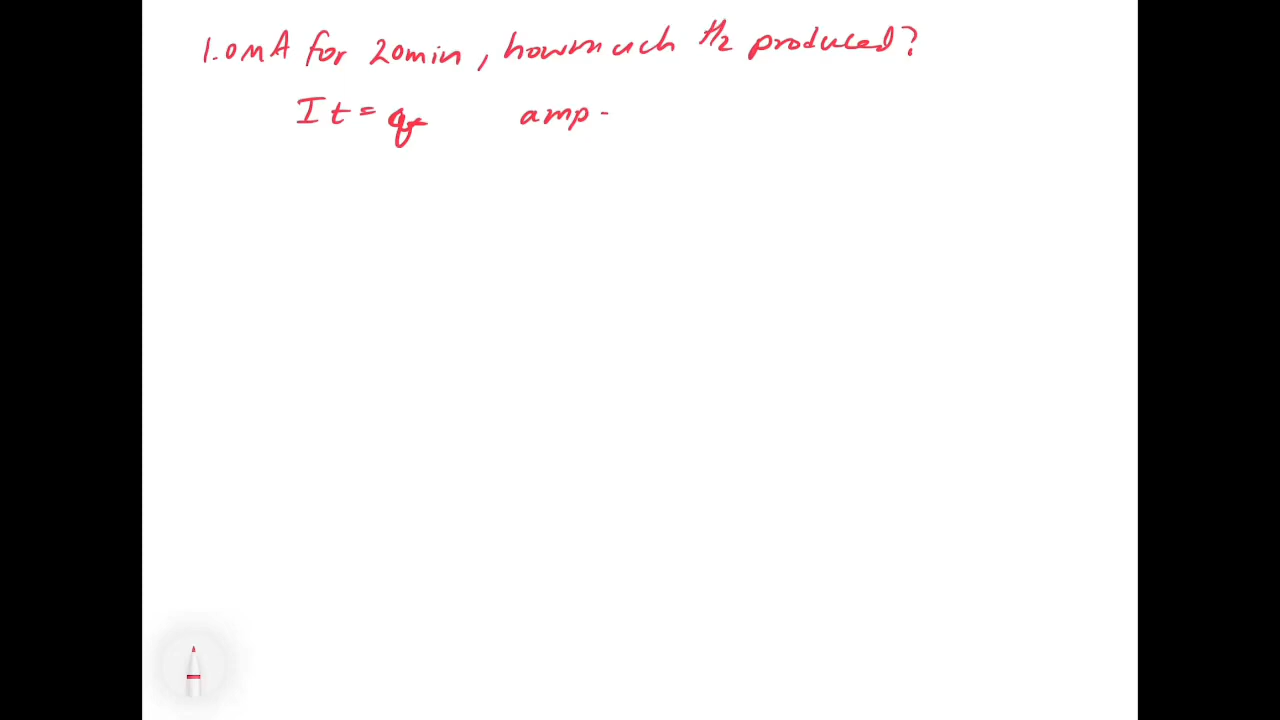 1.0mA for 20min, how much H2 produced?
It = q amp -